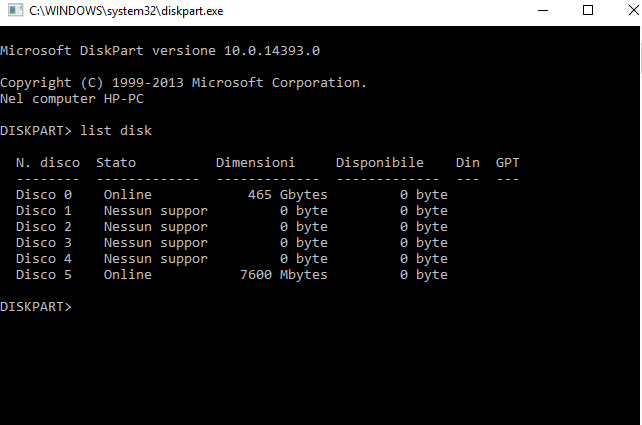 C:\WINDOWS\system32\diskpart.exe
Microsoft DiskPart versione 10.0.14393.0
Copyright (C) 1999-2013 Microsoft Corporation.
Nel computer HP-PC
DISKPART> list disk
  N. disco  Stato          Dimensioni     Disponibile    Din  GPT
  --------  -------------  -------------  -------------  ---  ---
  Disco 0    Online            465 Gbytes         0 byte
  Disco 1    Nessun suppor         0 byte         0 byte
  Disco 2    Nessun suppor         0 byte         0 byte
  Disco 3    Nessun suppor         0 byte         0 byte
  Disco 4    Nessun suppor         0 byte         0 byte
  Disco 5    Online           7600 Mbytes         0 byte
DISKPART>